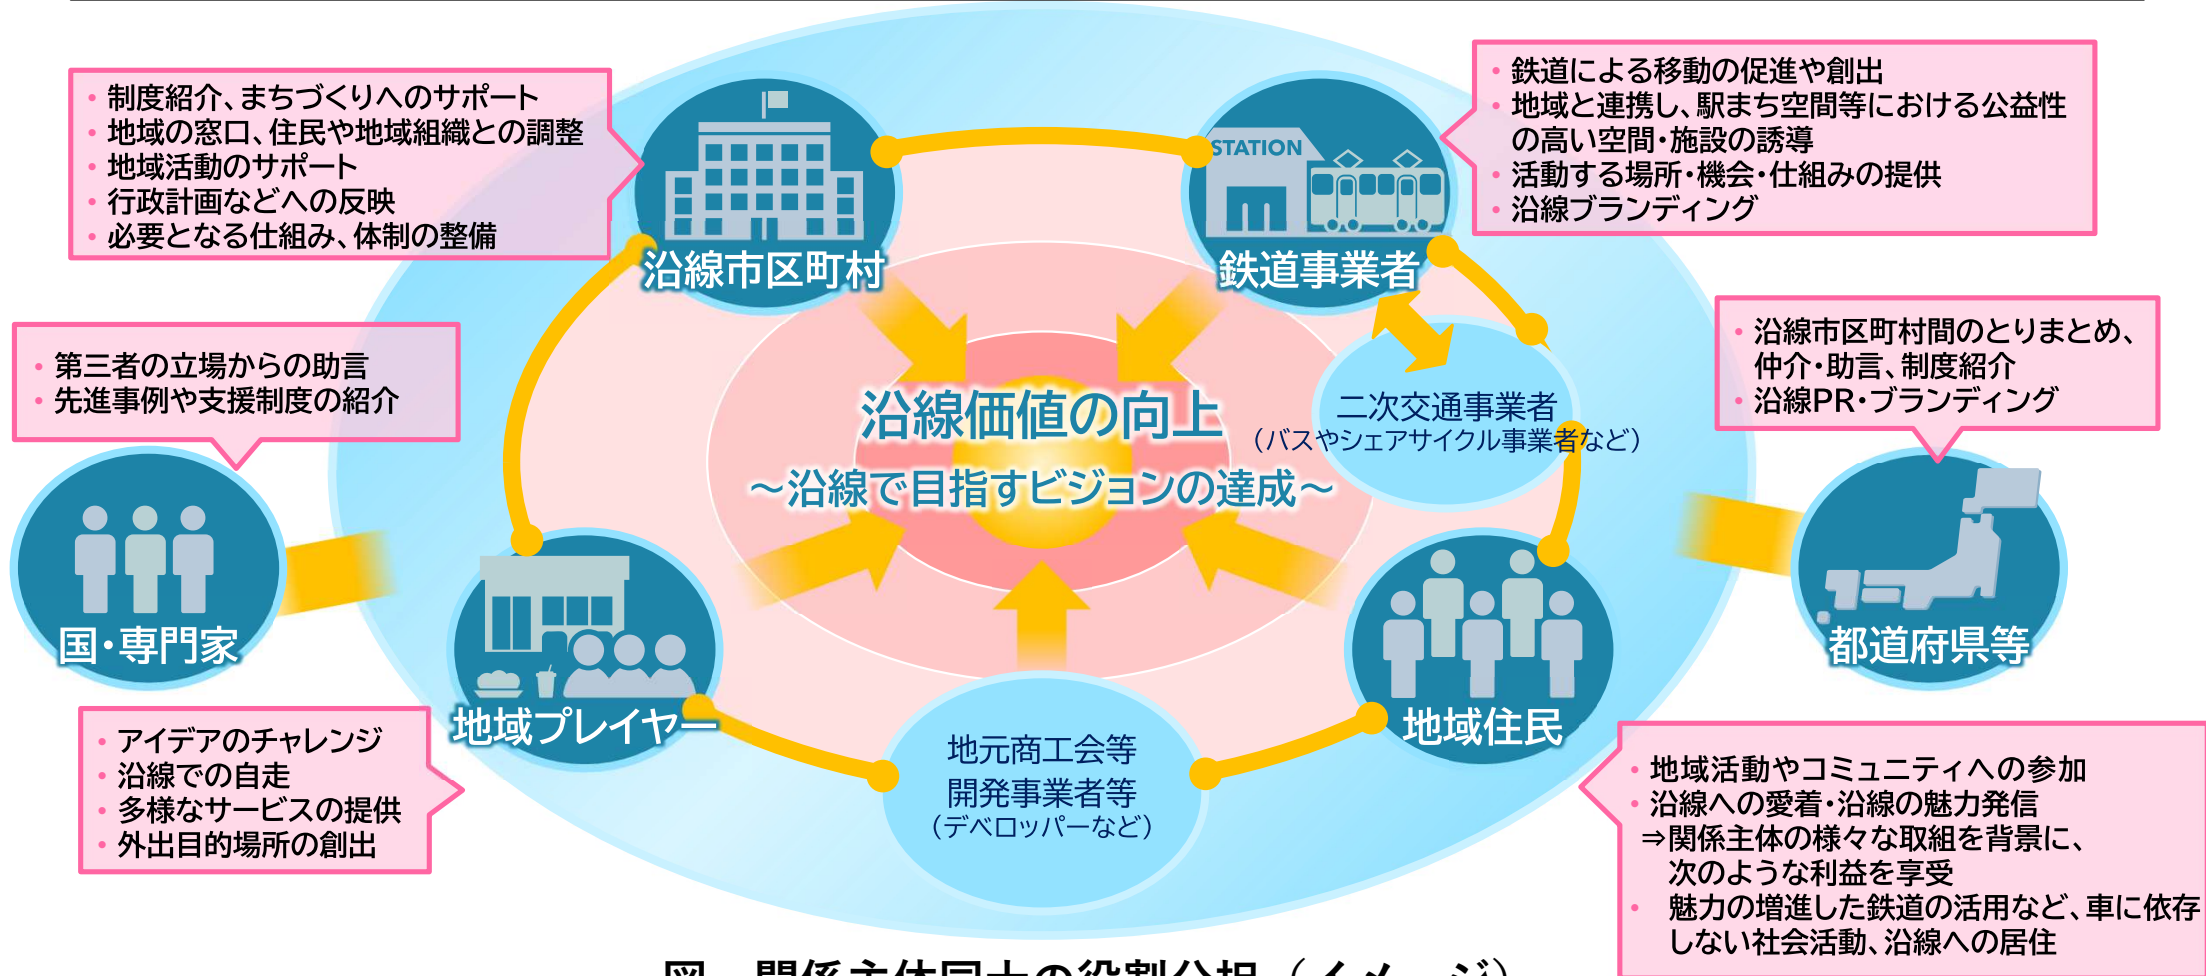 ・制度紹介、まちづくりへのサポート
・地域の窓口、住民や地域組織との調整
・地域活動のサポート
・行政計画などへの反映
・必要となる仕組み、体制の整備
沿線市区町村
・鉄道による移動の促進や創出
・地域と連携し、駅まち空間等における公益性
の高い空間・施設の誘導
・活動する場所・機会・仕組みの提供
・沿線ブランディング
STATION
鉄道事業者
・第三者の立場からの助言
・先進事例や支援制度の紹介
国・専門家
沿線価値の向上
～沿線で目指すビジョンの達成～
二次交通事業者
（バスやシェアサイクル事業者など）
・沿線市区町村間のとりまとめ、
仲介・助言、制度紹介
・沿線PR・ブランディング
都道府県等
・アイデアのチャレンジ
・沿線での自走
・多様なサービスの提供
・外出目的場所の創出
地域プレイヤー
地元商工会等
開発事業者等
（デベロッパーなど）
地域住民
・地域活動やコミュニティへの参加
・沿線への愛着・沿線の魅力発信
⇒関係主体の様々な取組を背景に、
次のような利益を享受
・魅力の増進した鉄道の活用など、車に依存
しない社会活動、沿線への居住
図　関係主体同士の役割分担（イメージ）